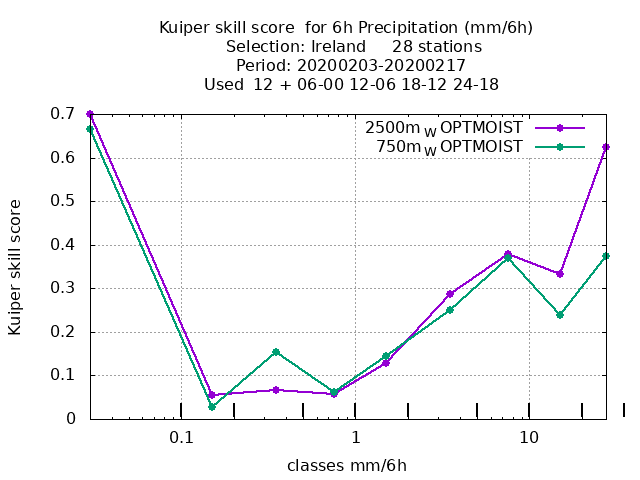 Kuiper skill score  for 6h Precipitation (mm/6h)
Selection: Ireland     28 stations
Period: 20200203-20200217
Used  12 + 06-00 12-06 18-12 24-18
2500m W OPTMOIST
750m W OPTMOIST
Kuiper skill score
0.7
0.6
0.5
0.4
0.3
0.2
0.1
0
0.1
1
10
classes mm/6h